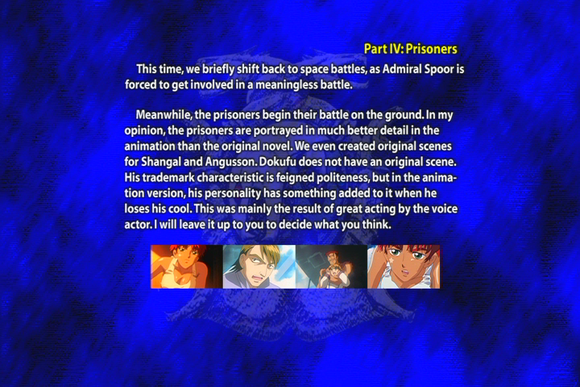 Part IV: Prisoners
This time, we briefly shift back to space battles, as Admiral Spoor is
forced to get involved in a meaningless battle.
Meanwhile, the prisoners begin their battle on the ground. In my
opinion, the prisoners are portrayed in much better detail in the
animation than the original novel. We even created original scenes
for Shangal and Angusson. Dokufu does not have an original scene.
His trademark characteristic is feigned politeness, but in the anima-
tion version, his personality has something added to it when he
loses his cool. This was mainly the result of great acting by the voice
actor. I will leave it up to you to decide what you think.